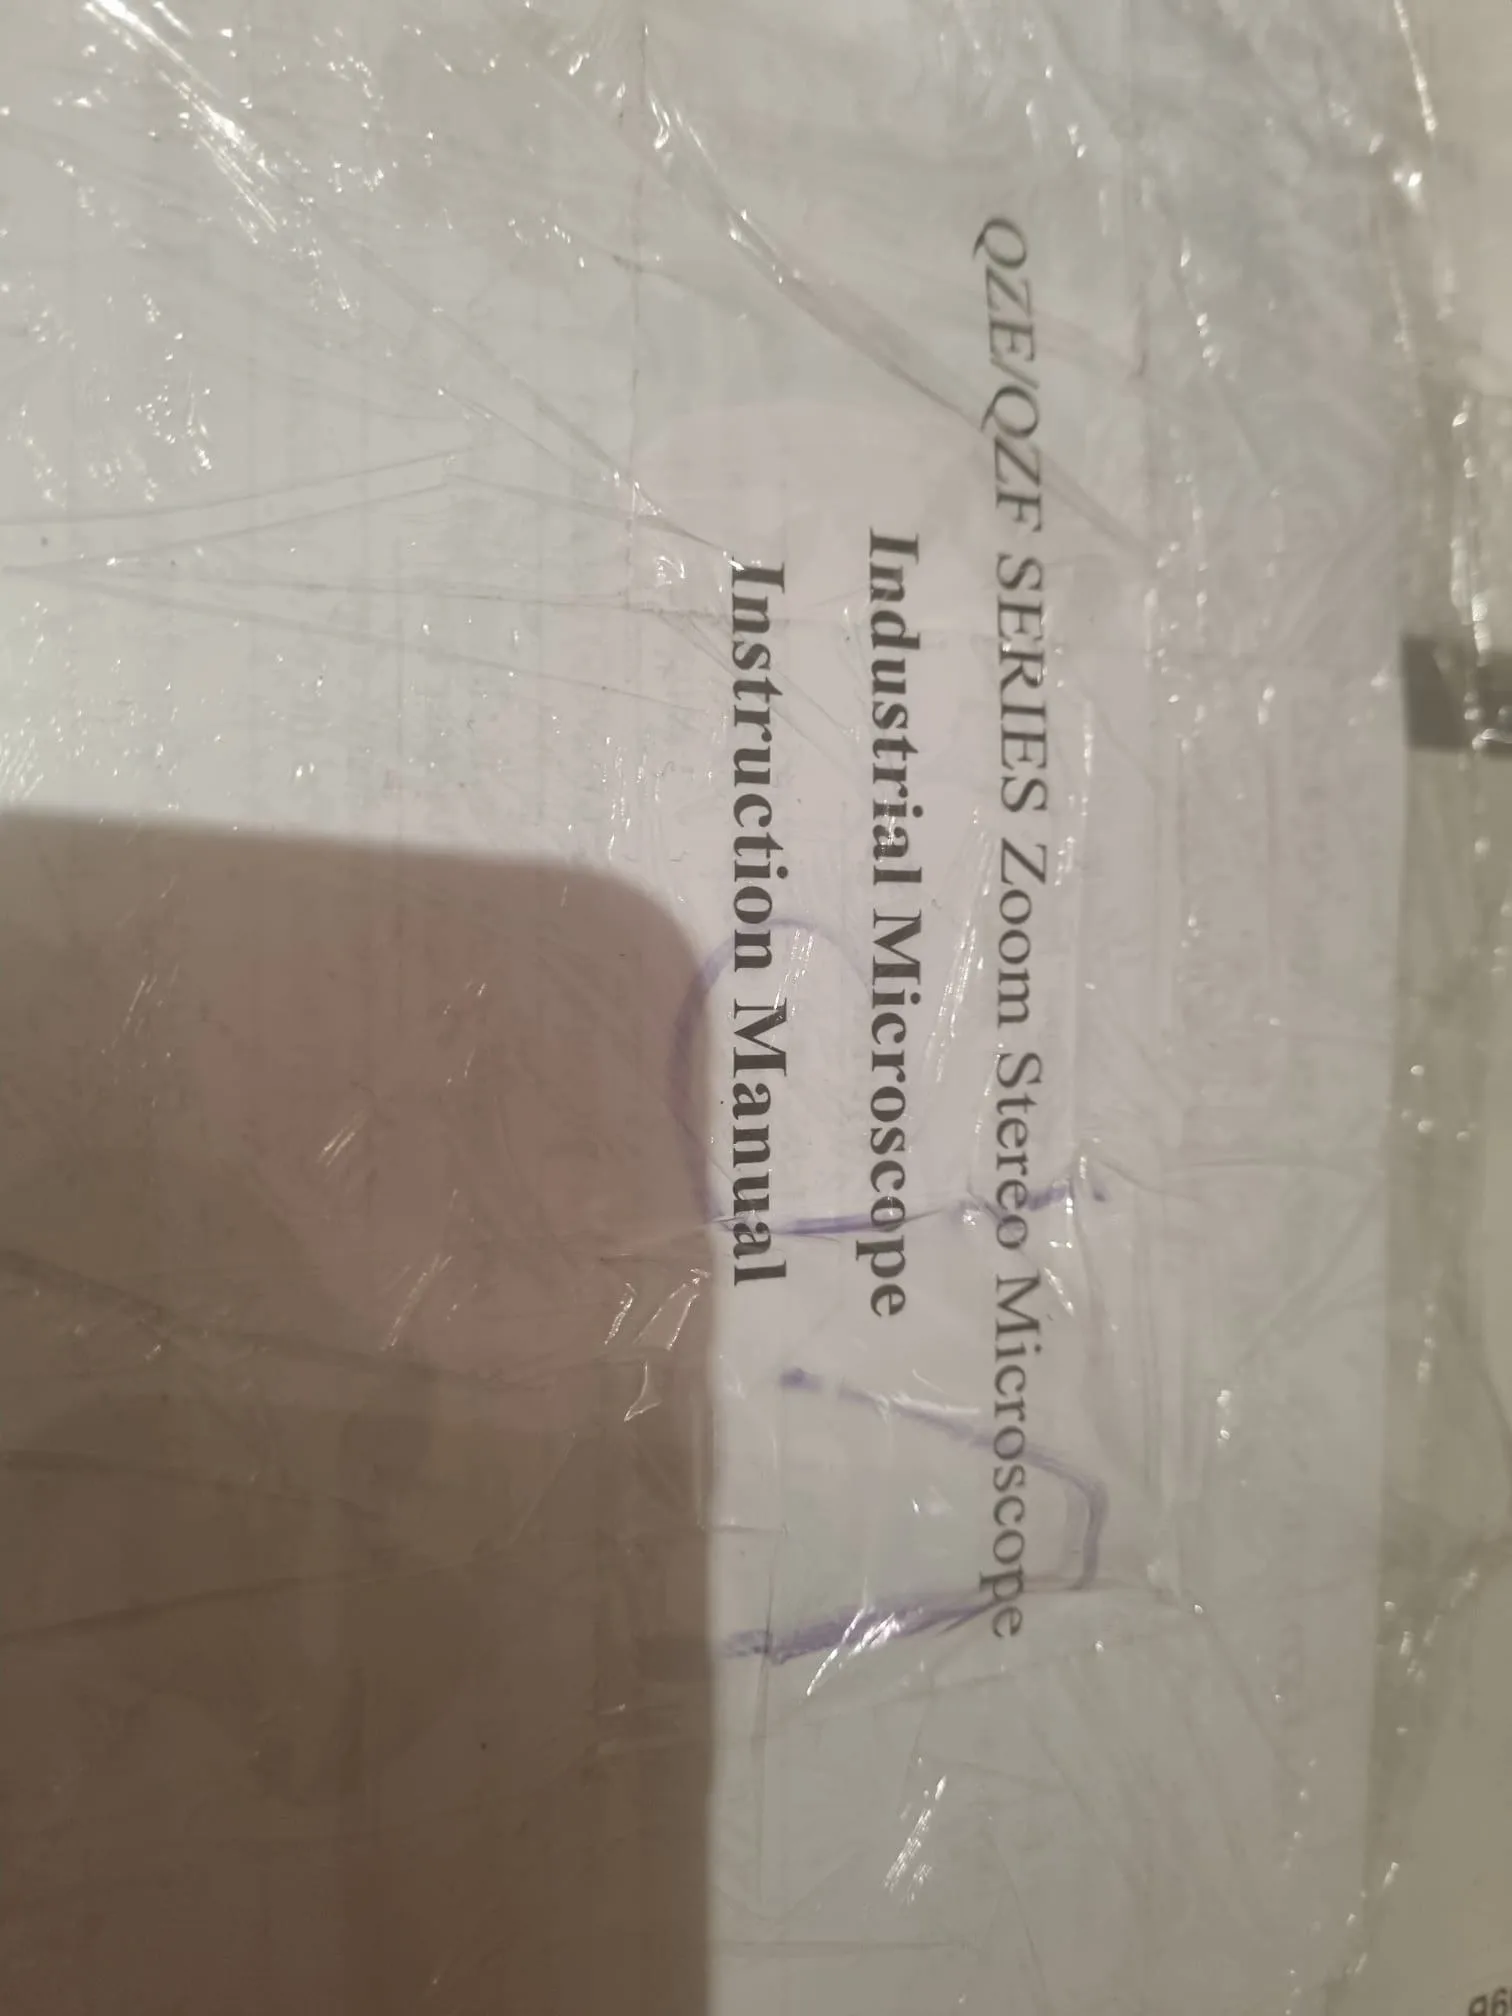 QZE/QZF SERIES Zoom Stereo Microscope
Industrial Microscope
Instruction Manual